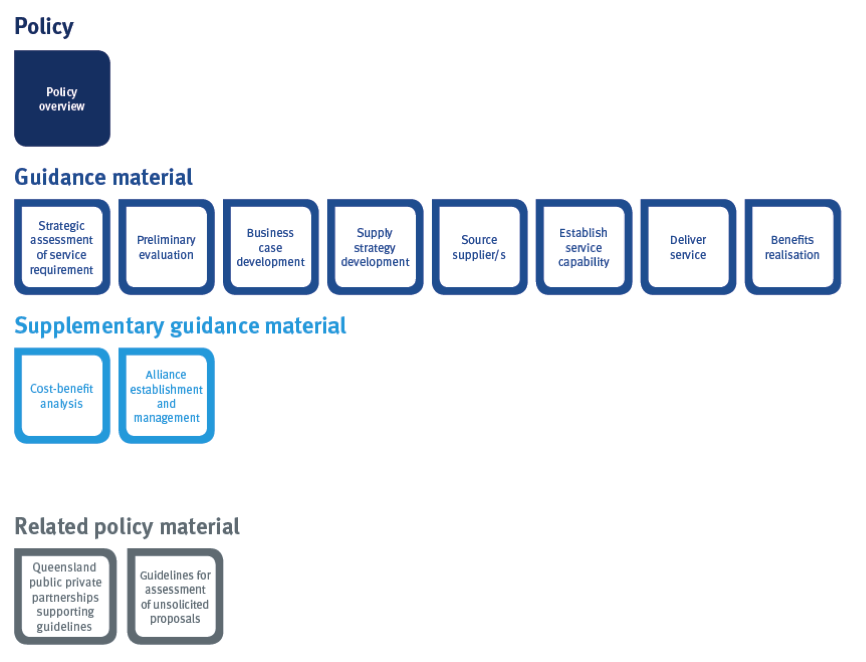 Policy
Policy
overview
Guidance material
Strategic
assessment
of service
requirement
Preliminary
evaluation
Business
case
development
Supply
strategy
development
Source
supplier/s
Establish
service
capability
Deliver
service
Benefits
realisation
Supplementary guidance material
Cost-benefit
analysis
Alliance
establishment
and
management
Related policy material
Queensland
public private
partnerships
supporting
guidelines
Guidelines for
assessment
of unsolicited
proposals